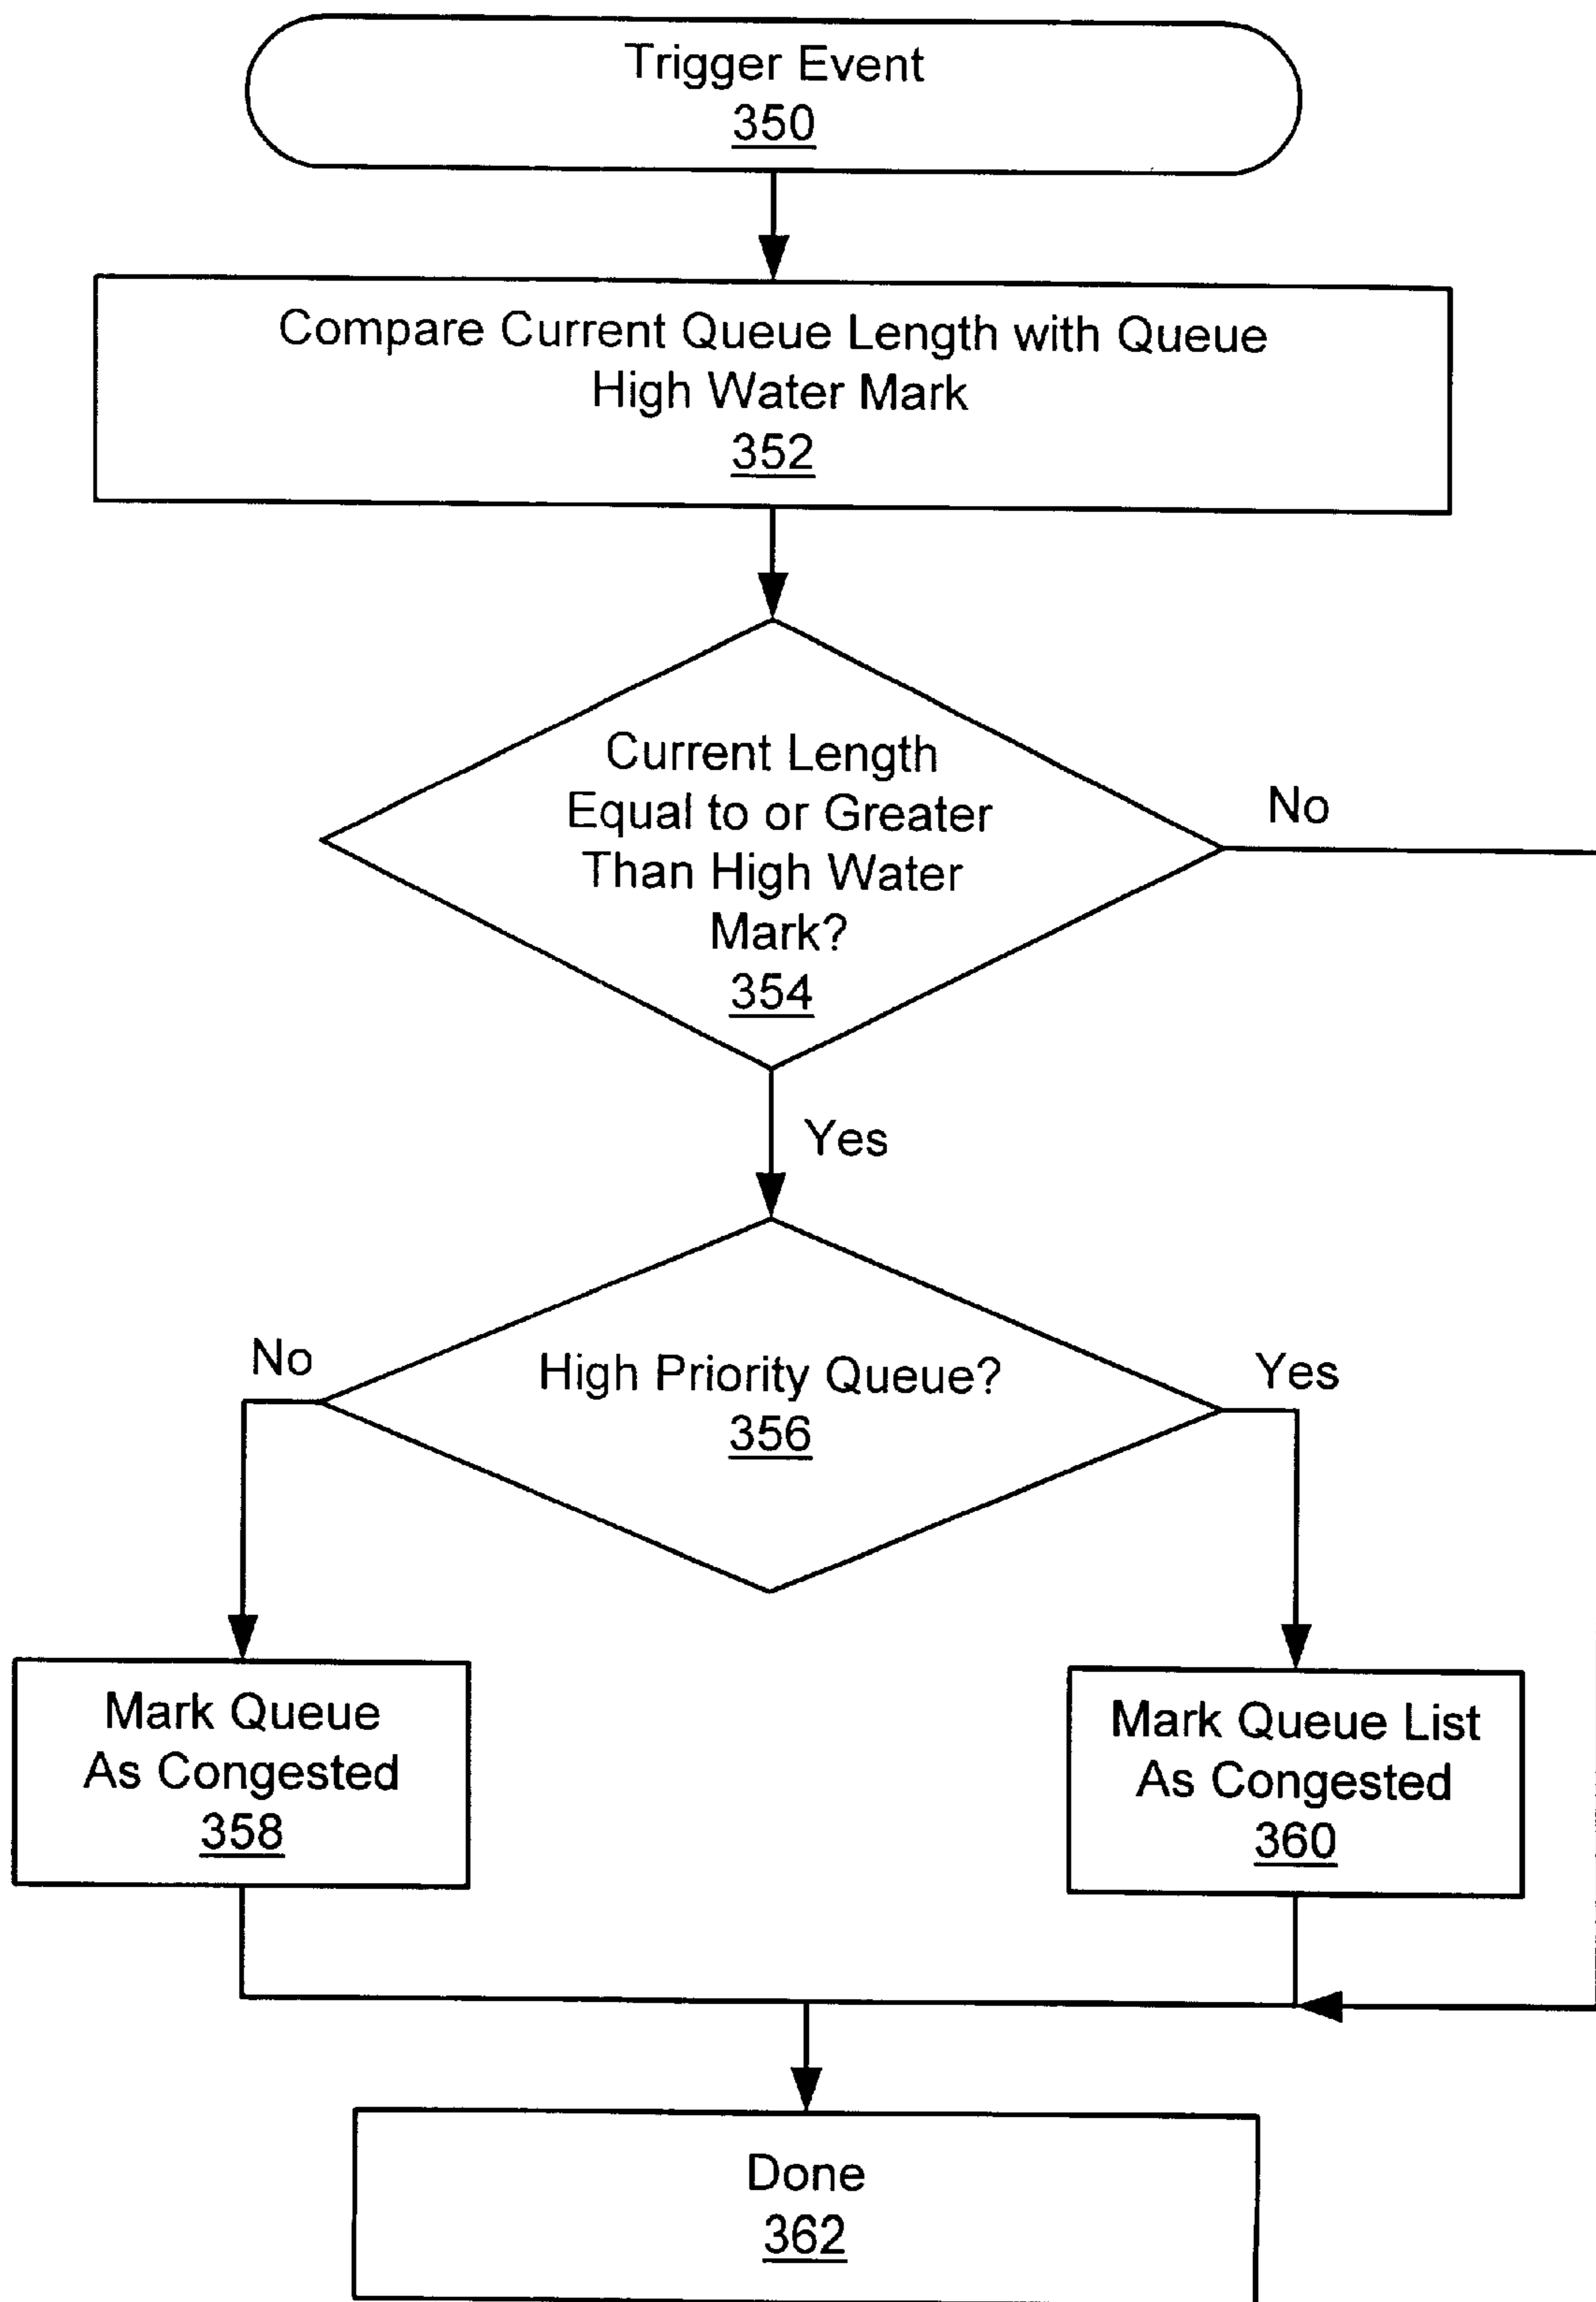 Trigger Event
350
Compare Current Queue Length with Queue
High Water Mark
352
Current Length
Equal to or Greater
Than High Water
Mark?
354
No
Yes
High Priority Queue?
356
No
Yes
Mark Queue
As Congested
358
Mark Queue List
As Congested
360
Done
362